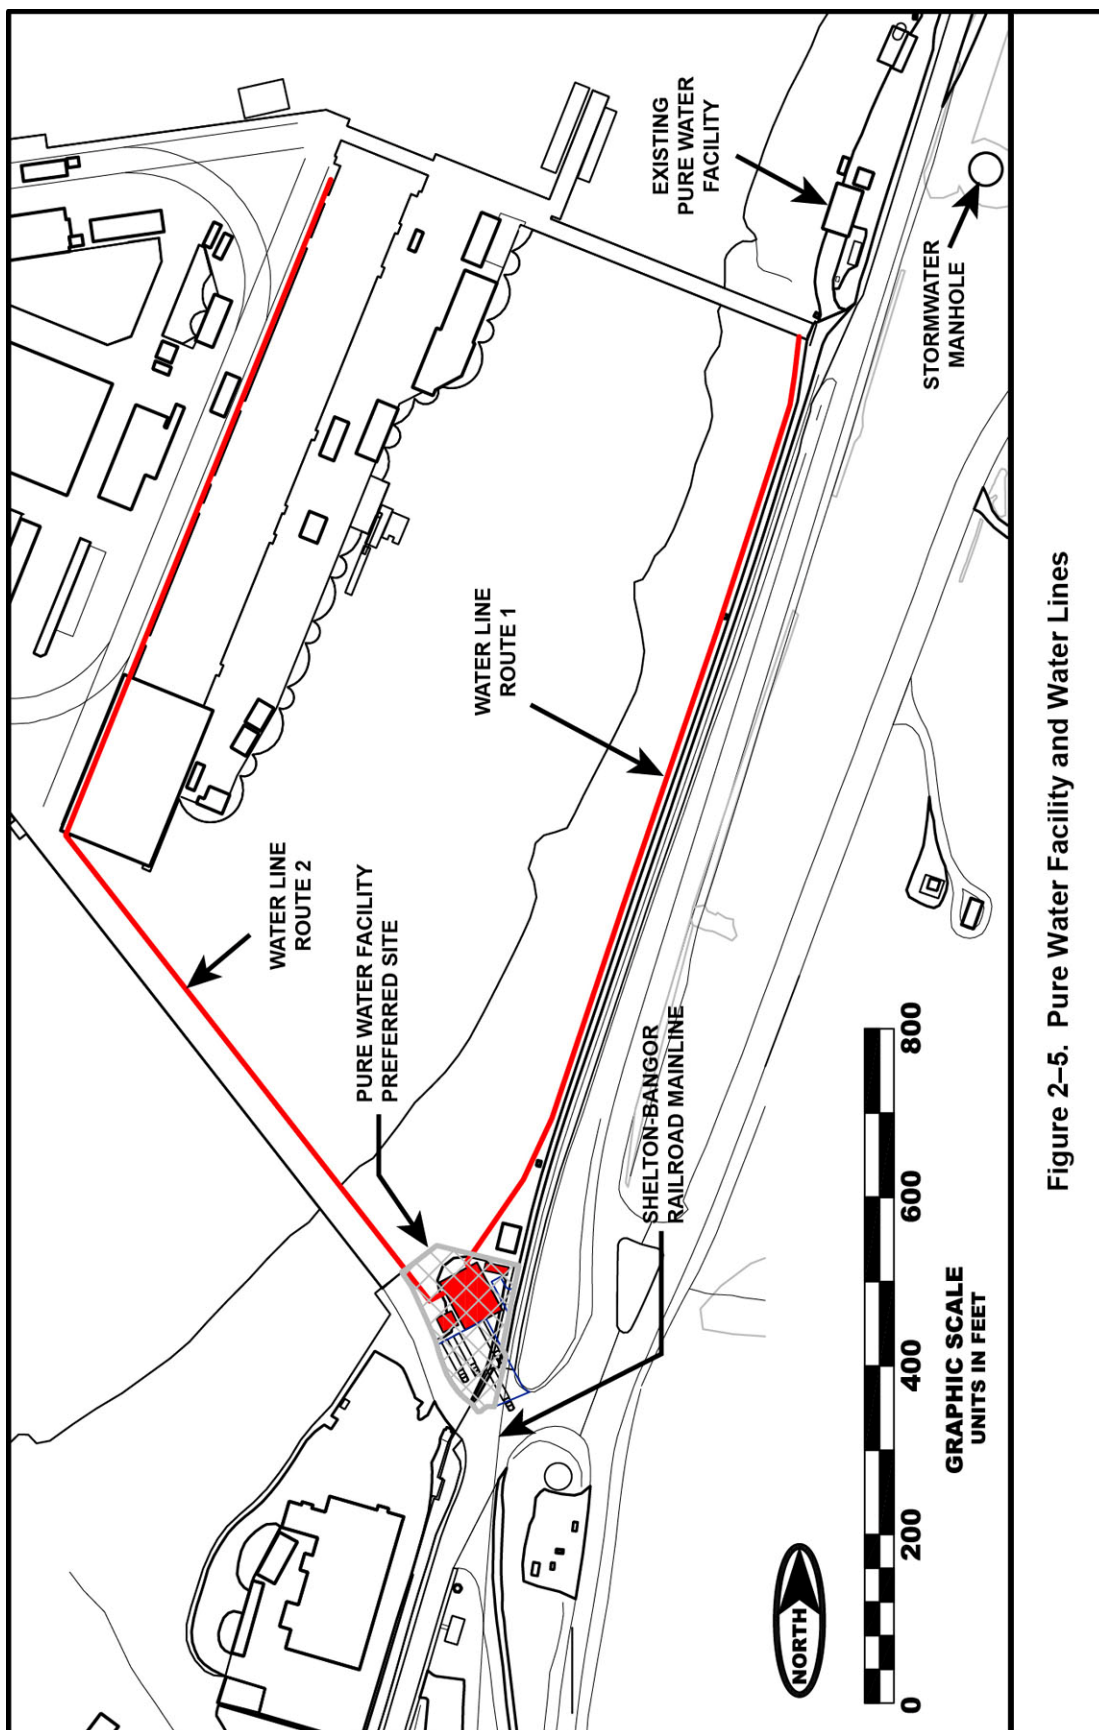 EXISTING
PURE WATER
FACILITY
STORMWATER
MANHOLE
WATER LINE
ROUTE 1
WATER LINE
ROUTE 2
PURE WATER FACILITY
PREFERRED SITE
SHELTON-BANGOR
RAILROAD MAINLINE
NORTH
0 200 400 600 800
GRAPHIC SCALE
UNITS IN FEET
Figure 2–5. Pure Water Facility and Water Lines